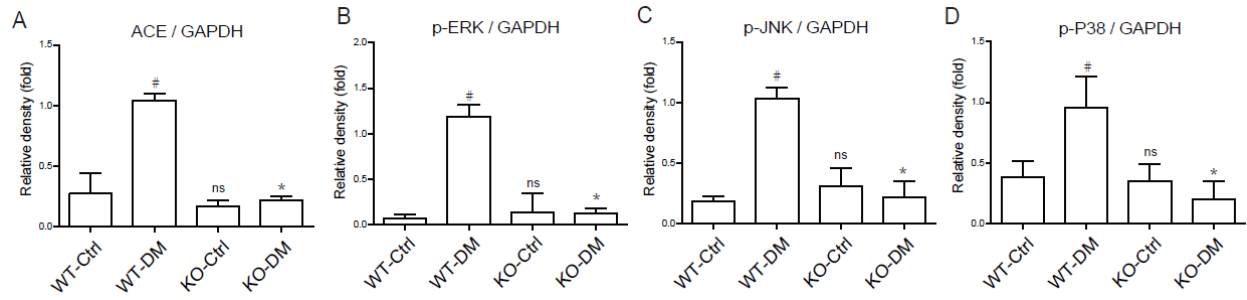 A
ACE / GAPDH
Relative density (fold)
1.5
1.0
0.5
0.0
#
ns
*
WT-Ctrl
WT-DM
KO-Ctrl
KO-DM
B
p-ERK / GAPDH
Relative density (fold)
2.0
1.5
1.0
0.5
0.0
#
ns
*
WT-Ctrl
WT-DM
KO-Ctrl
KO-DM
C
p-JNK / GAPDH
Relative density (fold)
1.5
1.0
0.5
0.0
#
ns
*
WT-Ctrl
WT-DM
KO-Ctrl
KO-DM
D
p-P38 / GAPDH
Relative density (fold)
1.5
1.0
0.5
0.0
#
ns
*
WT-Ctrl
WT-DM
KO-Ctrl
KO-DM